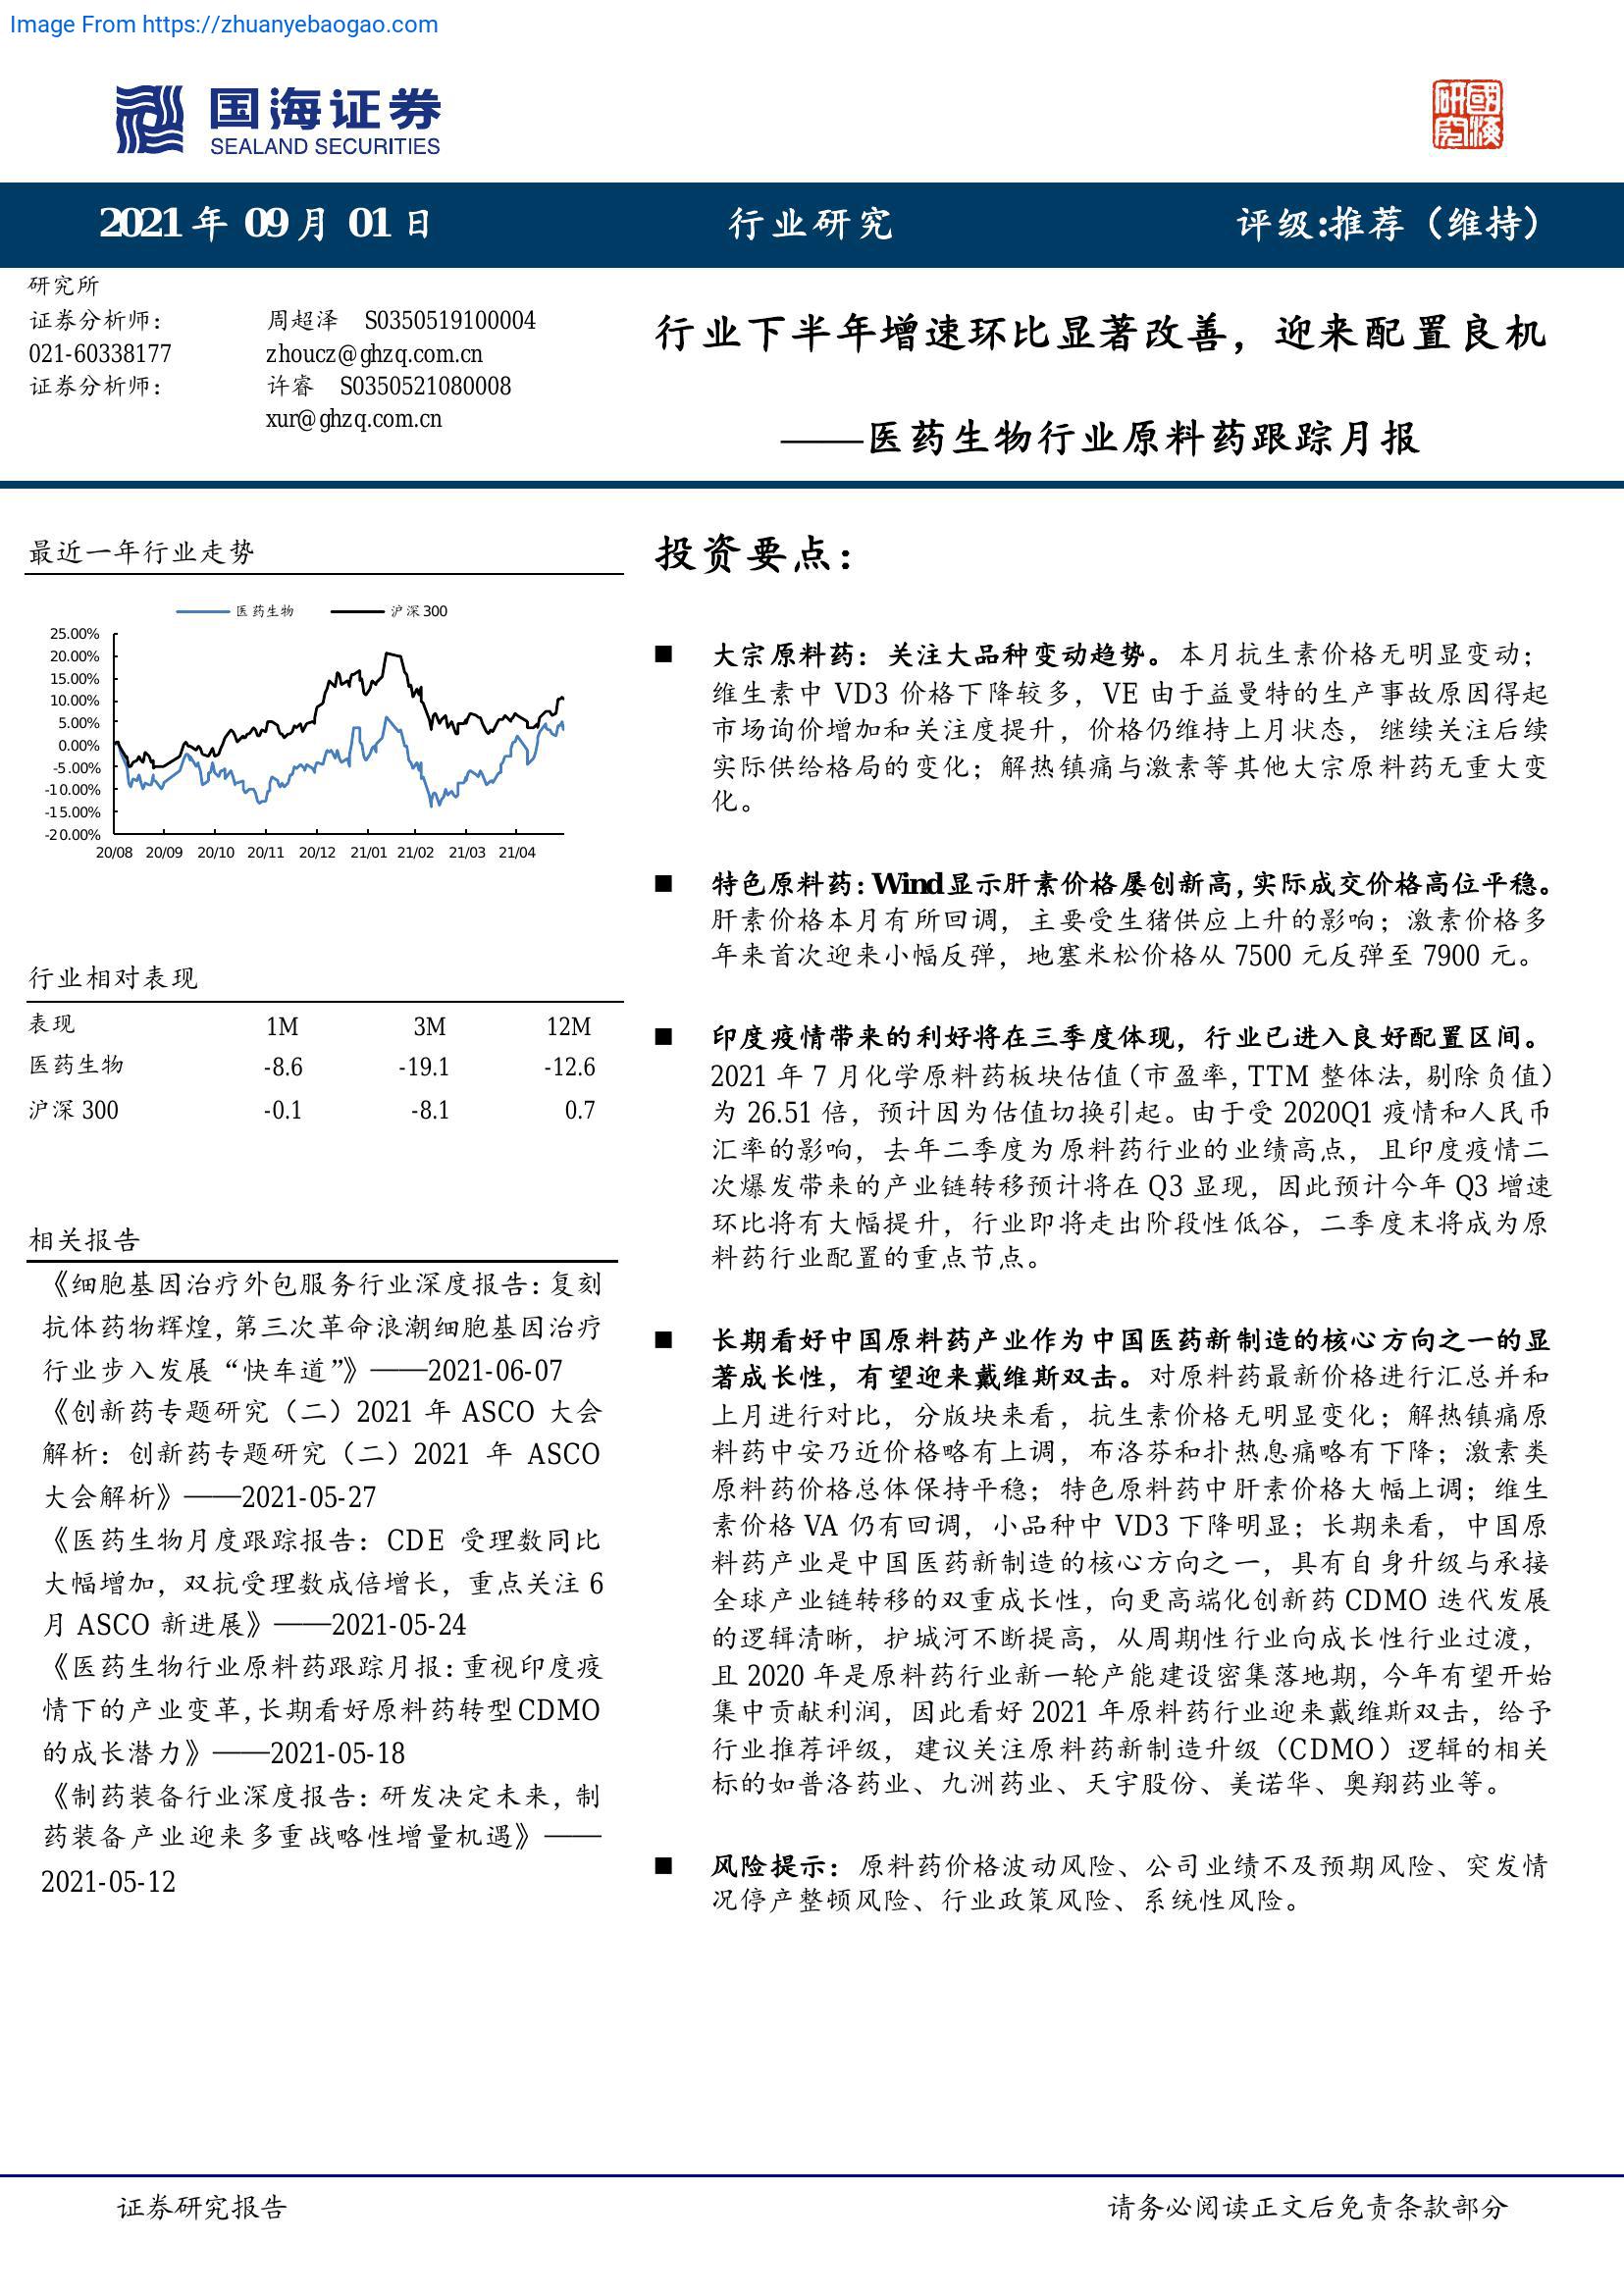 Image From https://zhuanyebaogao.com
国海证券
SEALAND SECURITIES
研究
國海
2021 年 09 月 01 日
行业研究
评级:推荐（维持）
研究所
证券分析师：
周超泽 S0350519100004
021-60338177
zhoucz@ghzq.com.cn
证券分析师：
许睿 S0350521080008
xur@ghzq.com.cn
行业下半年增速环比显著改善，迎来配置良机
——医药生物行业原料药跟踪月报
最近一年行业走势
医药生物
沪深300
25.00%
20.00%
15.00%
10.00%
5.00%
0.00%
-5.00%
-10.00%
-15.00%
-20.00%
20/08 20/09 20/10 20/11 20/12 21/01 21/02 21/03 21/04
行业相对表现
表现 1M 3M 12M
医药生物 -8.6 -19.1 -12.6
沪深 300 -0.1 -8.1 0.7
相关报告
《细胞基因治疗外包服务行业深度报告：复刻
抗体药物辉煌，第三次革命浪潮细胞基因治疗
行业步入发展“快车道”》——2021-06-07
《创新药专题研究（二）2021 年 ASCO 大会
解析：创新药专题研究（二）2021 年 ASCO
大会解析》——2021-05-27
《医药生物月度跟踪报告：CDE 受理数同比
大幅增加，双抗受理数成倍增长，重点关注 6
月 ASCO 新进展》——2021-05-24
《医药生物行业原料药跟踪月报：重视印度疫
情下的产业变革，长期看好原料药转型CDMO
的成长潜力》——2021-05-18
《制药装备行业深度报告：研发决定未来，制
药装备产业迎来多重战略性增量机遇》——
2021-05-12
投资要点：
■ 大宗原料药：关注大品种变动趋势。本月抗生素价格无明显变动；
维生素中 VD3 价格下降较多，VE 由于益曼特的生产事故原因得起
市场询价增加和关注度提升，价格仍维持上月状态，继续关注后续
实际供给格局的变化；解热镇痛与激素等其他大宗原料药无重大变
化。
■ 特色原料药：Wind显示肝素价格屡创新高，实际成交价格高位平稳。
肝素价格本月有所回调，主要受生猪供应上升的影响；激素价格多
年来首次迎来小幅反弹，地塞米松价格从 7500 元反弹至 7900 元。
■ 印度疫情带来的利好将在三季度体现，行业已进入良好配置区间。
2021 年 7 月化学原料药板块估值（市盈率，TTM 整体法，剔除负值）
为 26.51 倍，预计因为估值切换引起。由于受 2020Q1 疫情和人民币
汇率的影响，去年二季度为原料药行业的业绩高点，且印度疫情二
次爆发带来的产业链转移预计将在 Q3 显现，因此预计今年 Q3 增速
环比将有大幅提升，行业即将走出阶段性低谷，二季度末将成为原
料药行业配置的重点节点。
■ 长期看好中国原料药产业作为中国医药新制造的核心方向之一的显
著成长性，有望迎来戴维斯双击。对原料药最新价格进行汇总并和
上月进行对比，分版块来看，抗生素价格无明显变化；解热镇痛原
料药中安乃近价格略有上调，布洛芬和扑热息痛略有下降；激素类
原料药价格总体保持平稳；特色原料药中肝素价格大幅上调；维生
素价格 VA 仍有回调，小品种中 VD3 下降明显；长期来看，中国原
料药产业是中国医药新制造的核心方向之一，具有自身升级与承接
全球产业链转移的双重成长性，向更高端化创新药 CDMO 迭代发展
的逻辑清晰，护城河不断提高，从周期性行业向成长性行业过渡，
且 2020 年是原料药行业新一轮产能建设密集落地期，今年有望开始
集中贡献利润，因此看好 2021 年原料药行业迎来戴维斯双击，给予
行业推荐评级，建议关注原料药新制造升级（CDMO）逻辑的相关
标的如普洛药业、九洲药业、天宇股份、美诺华、奥翔药业等。
■ 风险提示：原料药价格波动风险、公司业绩不及预期风险、突发情
况停产整顿风险、行业政策风险、系统性风险。
证券研究报告
请务必阅读正文后免责条款部分